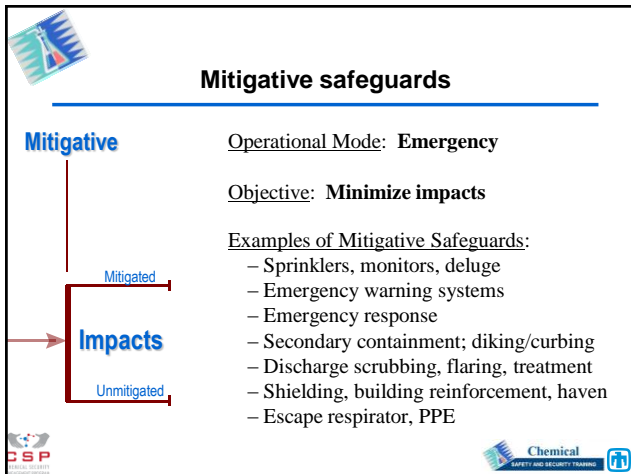 Mitigative safeguards
Mitigative
Operational Mode: Emergency
Objective: Minimize impacts
Examples of Mitigative Safeguards:
– Sprinklers, monitors, deluge
– Emergency warning systems
– Emergency response
– Secondary containment; diking/curbing
– Discharge scrubbing, flaring, treatment
– Shielding, building reinforcement, haven
– Escape respirator, PPE
Mitigated
Impacts
Unmitigated
CSP
Chemical
SAFETY AND SECURITY TRAINING